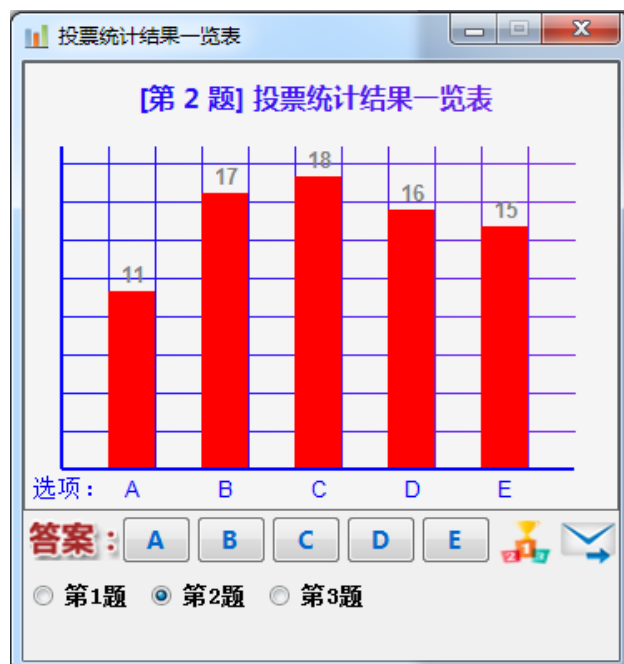 投票统计结果一览表
[第 2 题] 投票统计结果一览表
11 17 18 16 15
选项: A B C D E
答案: A B C D E
第1题 第2题 第3题